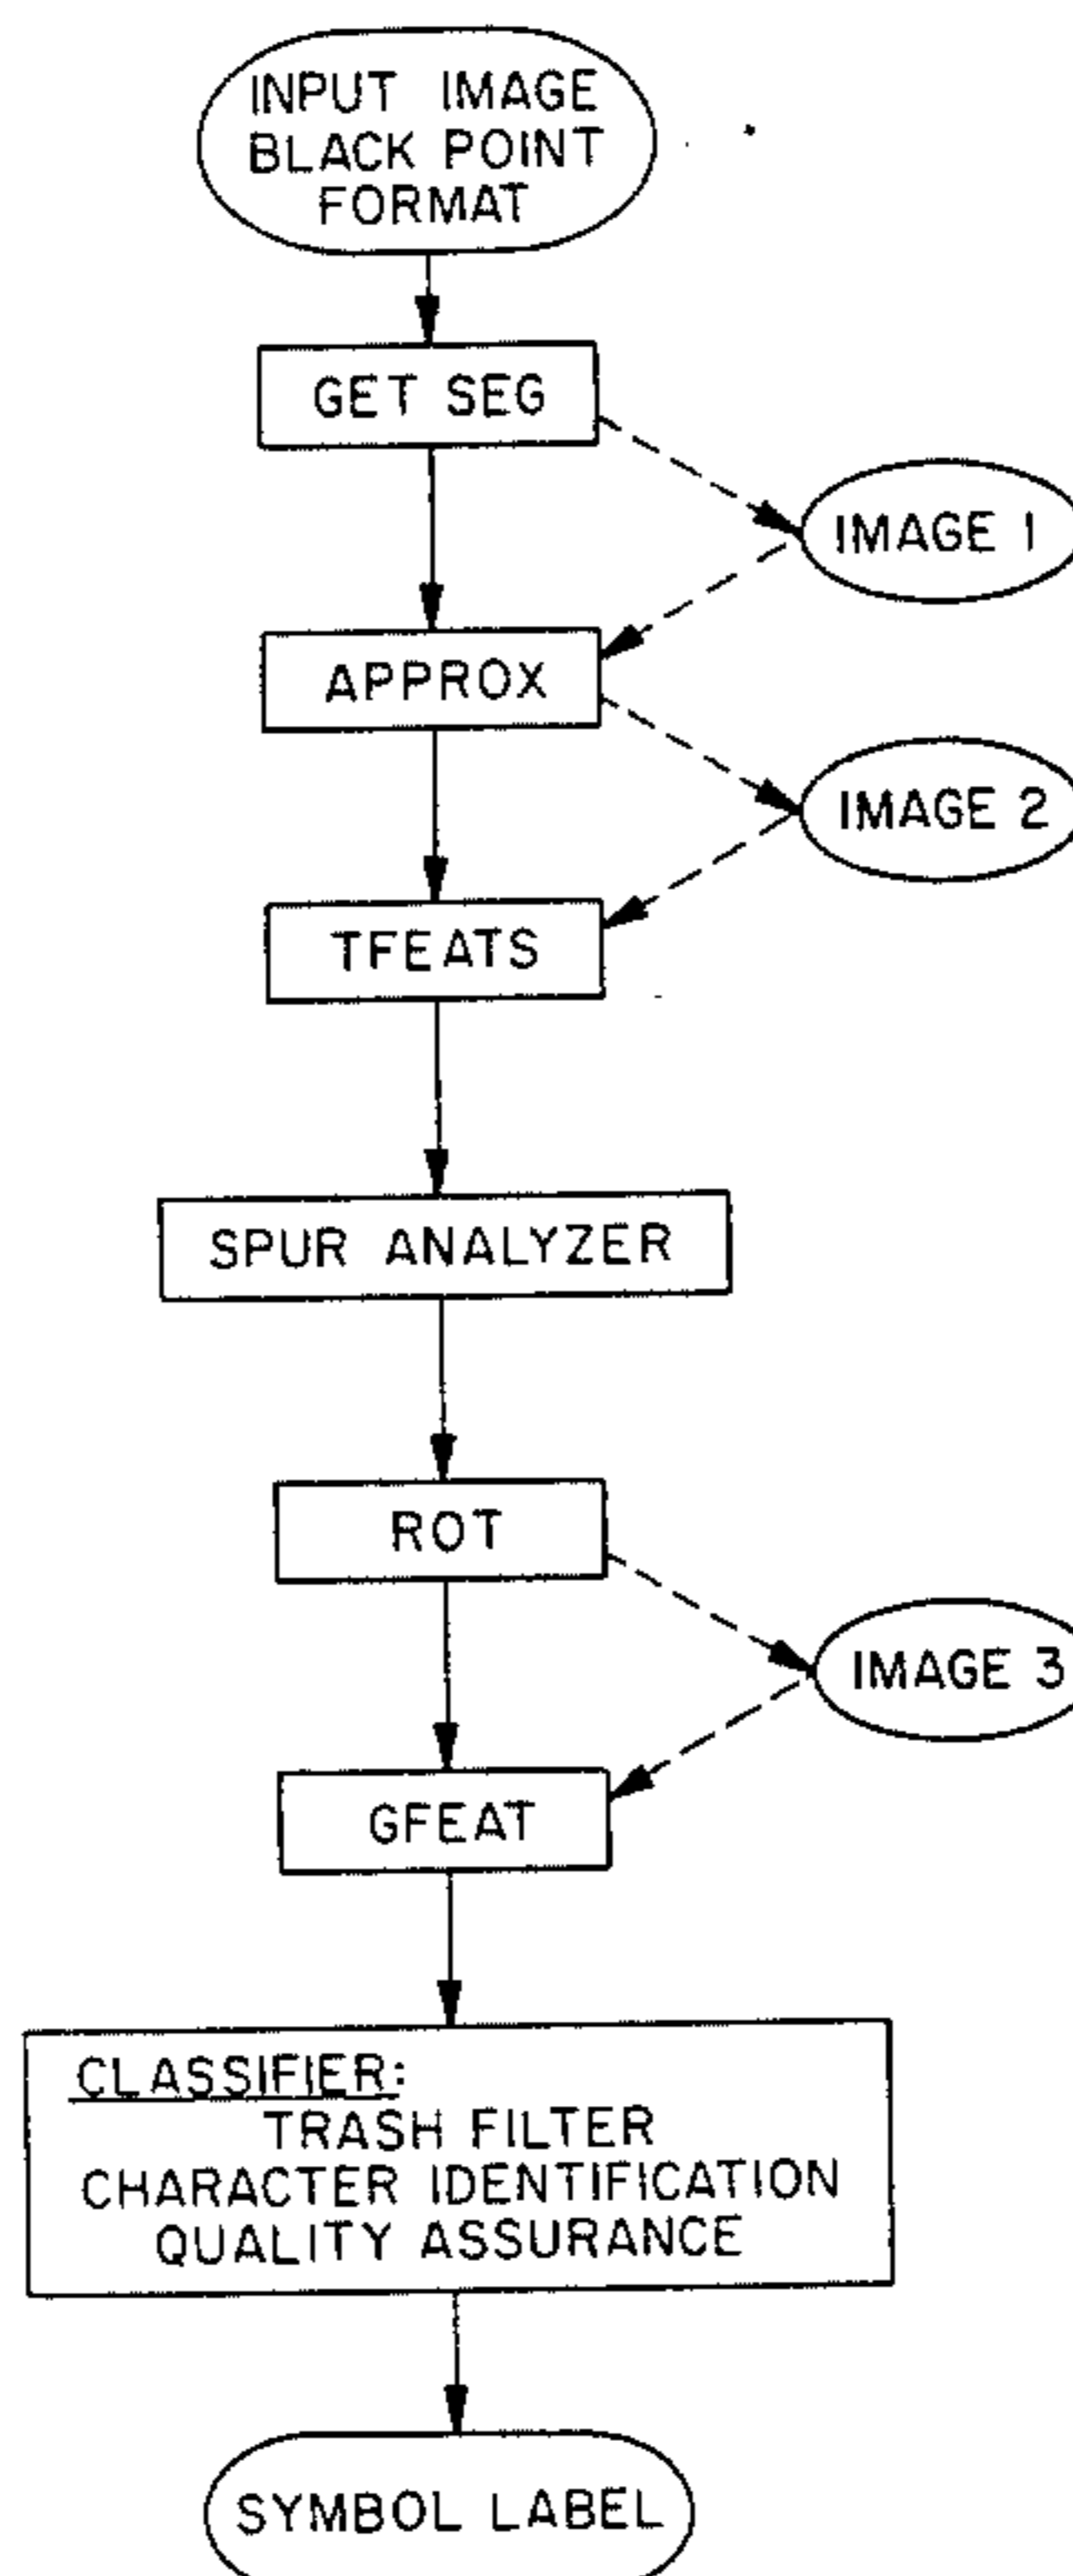 INPUT IMAGE
BLACK POINT
FORMAT
GET SEG
IMAGE 1
APPROX
IMAGE 2
TFEATS
SPUR ANALYZER
ROT
IMAGE 3
GFEAT
CLASSIFIER:
TRASH FILTER
CHARACTER IDENTIFICATION
QUALITY ASSURANCE
SYMBOL LABEL